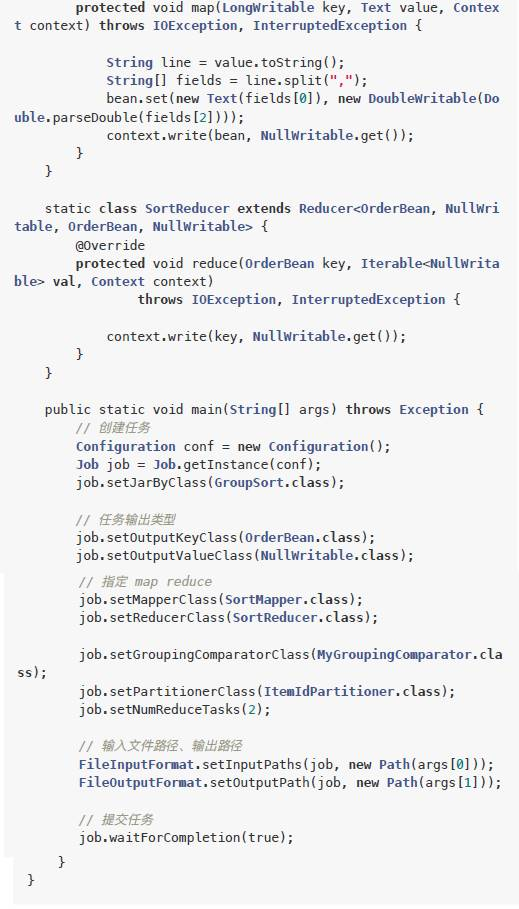 protected void map(LongWritable key, Text value, Contex
t context) throws IOException, InterruptedException {
String line = value.toString();
String[] fields = line.split(",");
bean.set(new Text(fields[0]), new DoubleWritable(Do
uble.parseDouble(fields[2])));
context.write(bean, NullWritable.get());
}
}
static class SortReducer extends Reducer<OrderBean, NullWri
table, OrderBean, NullWritable> {
@Override
protected void reduce(OrderBean key, Iterable<NullWrita
ble> val, Context context)
throws IOException, InterruptedException {
context.write(key, NullWritable.get());
}
}
public static void main(String[] args) throws Exception {
// 创建任务
Configuration conf = new Configuration();
Job job = Job.getInstance(conf);
job.setJarByClass(GroupSort.class);
// 任务输出类型
job.setOutputKeyClass(OrderBean.class);
job.setOutputValueClass(NullWritable.class);
// 指定 map reduce
job.setMapperClass(SortMapper.class);
job.setReducerClass(SortReducer.class);
job.setGroupingComparatorClass(MyGroupingComparator.cla
ss);
job.setPartitionerClass(ItemIdPartitioner.class);
job.setNumReduceTasks(2);
// 输入文件路径、输出路径
FileInputFormat.setInputPaths(job, new Path(args[0]));
FileOutputFormat.setOutputPath(job, new Path(args[1]));
// 提交任务
job.waitForCompletion(true);
}
}